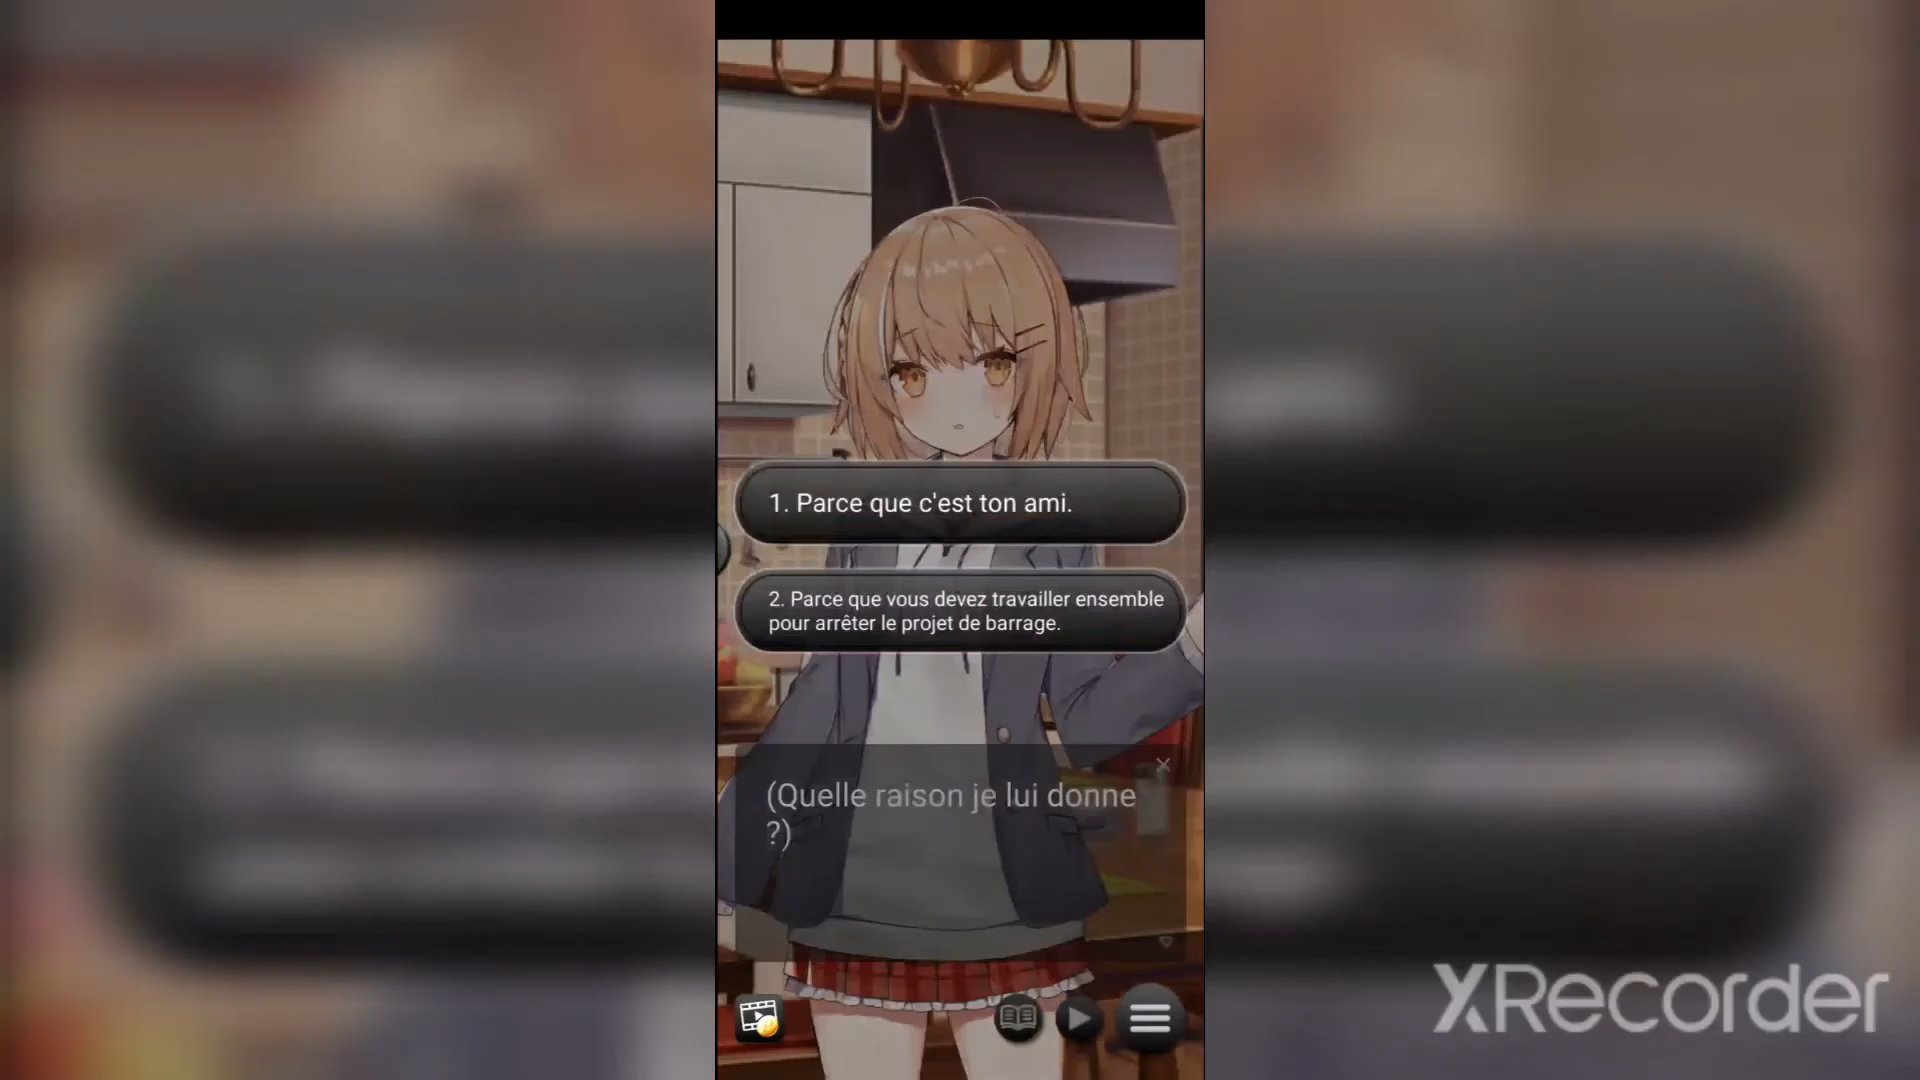 1. Parce que c'est ton ami.
2. Parce que vous devez travailler ensemble
pour arrêter le projet de barrage.
(Quelle raison je lui donne
?)
XRecorder